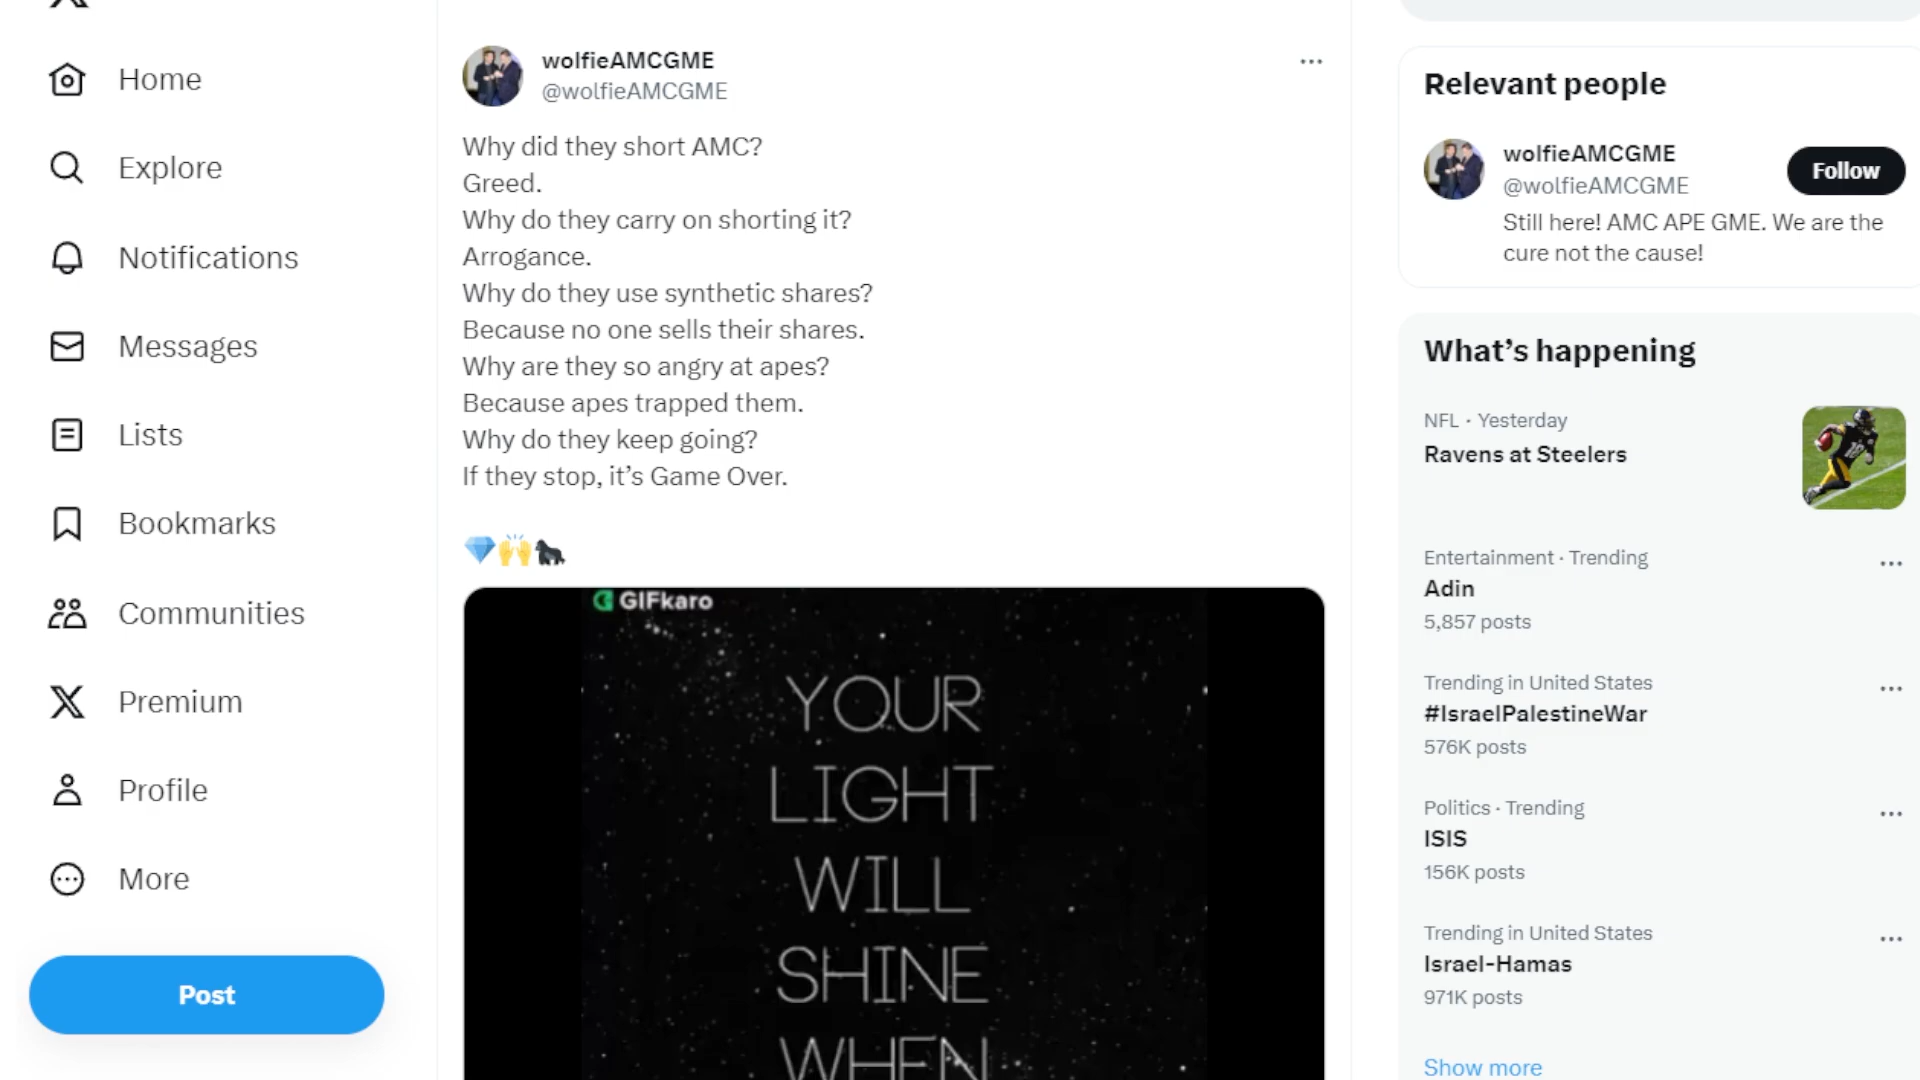 Home
Explore
Notifications
Messages
Lists
Bookmarks
Communities
Premium
Profile
More
Post
wolfieAMCGME
@wolfieAMCGME
Why did they short AMC?
Greed.
Why do they carry on shorting it?
Arrogance.
Why do they use synthetic shares?
Because no one sells their shares.
Why are they so angry at apes?
Because apes trapped them.
Why do they keep going?
If they stop, it’s Game Over.
💎🙌🦍
GIFkaro
YOUR
LIGHT
WILL
SHINE
WHEN
Relevant people
wolfieAMCGME
@wolfieAMCGME
Follow
Still here! AMC APE GME. We are the
cure not the cause!
What’s happening
NFL · Yesterday
Ravens at Steelers
Entertainment · Trending
Adin
5,857 posts
Trending in United States
#IsraelPalestineWar
576K posts
Politics · Trending
ISIS
156K posts
Trending in United States
Israel-Hamas
971K posts
Show more